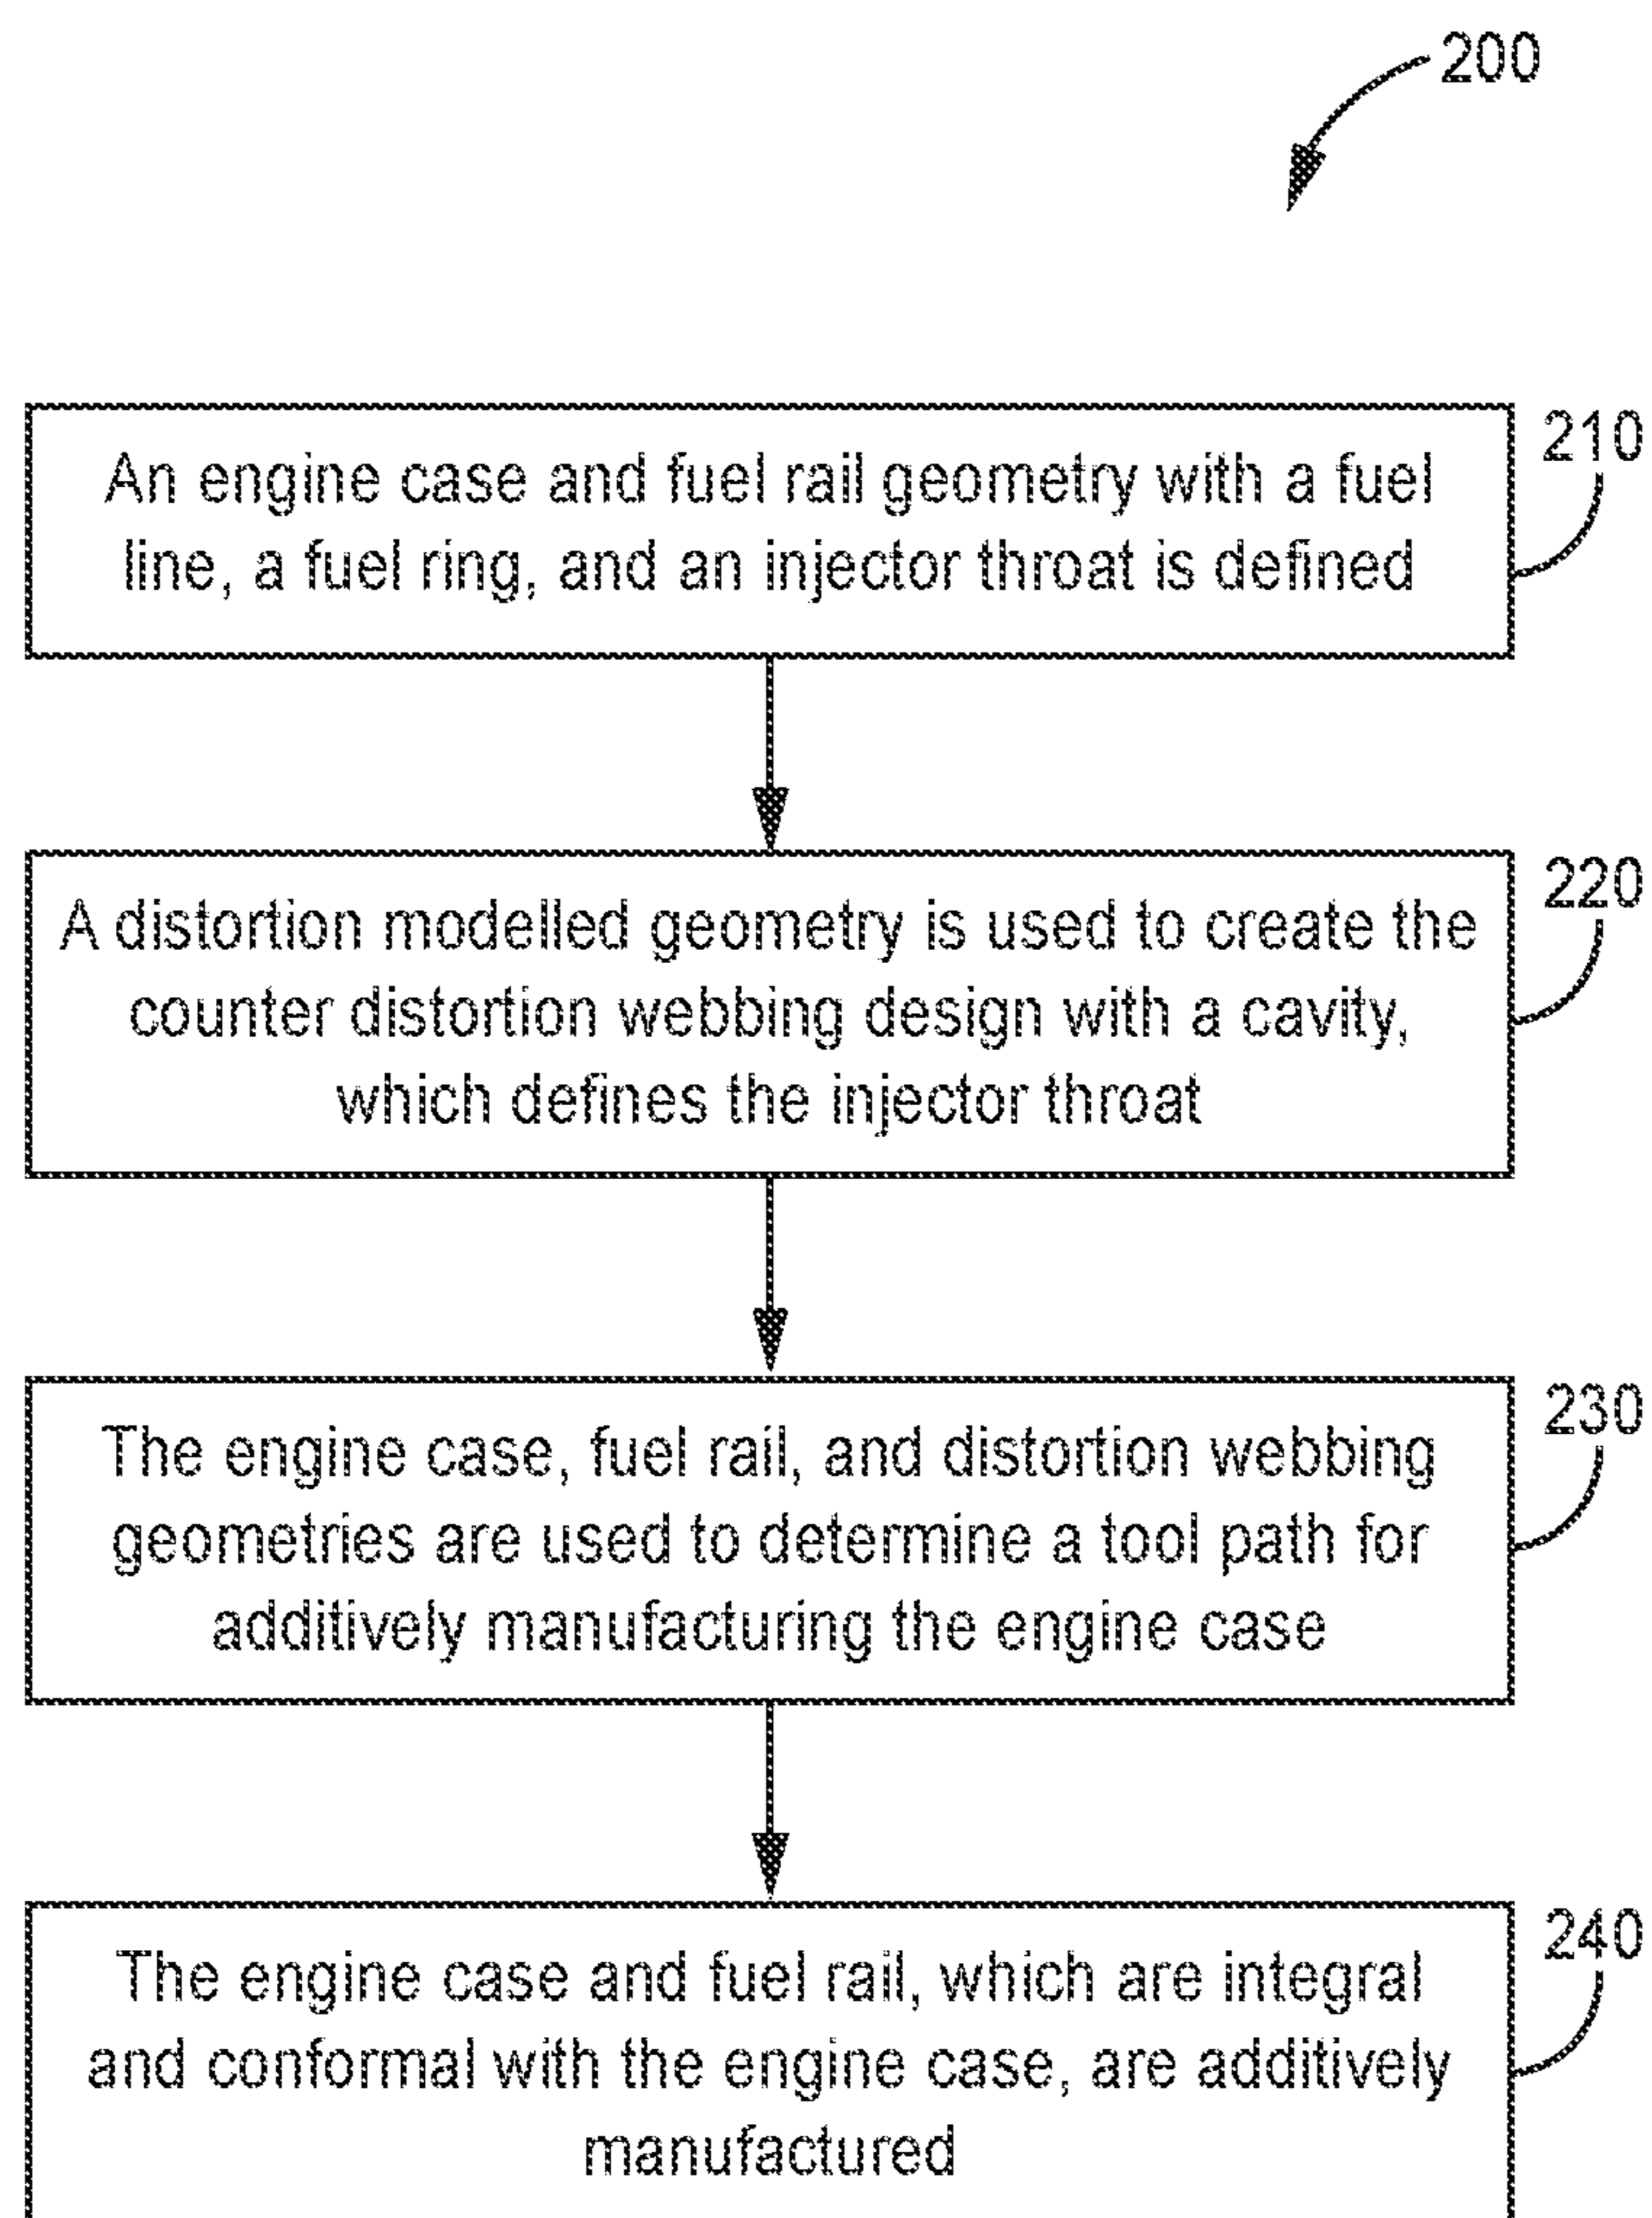 200
An engine case and fuel rail geometry with a fuel
line, a fuel ring, and an injector throat is defined
210
A distortion modelled geometry is used to create the
counter distortion webbing design with a cavity,
which defines the injector throat
220
The engine case, fuel rail, and distortion webbing
geometries are used to determine a tool path for
additively manufacturing the engine case
230
The engine case and fuel rail, which are integral
and conformal with the engine case, are additively
manufactured
240